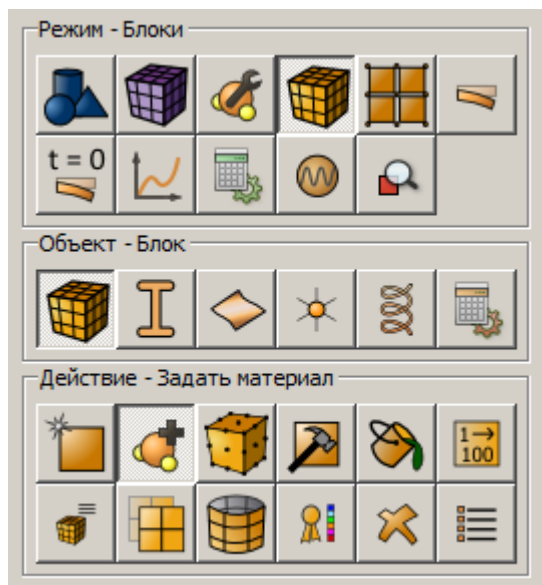 Режим - Блоки
t = 0
Объект - Блок
Действие - Задать материал
1→
100